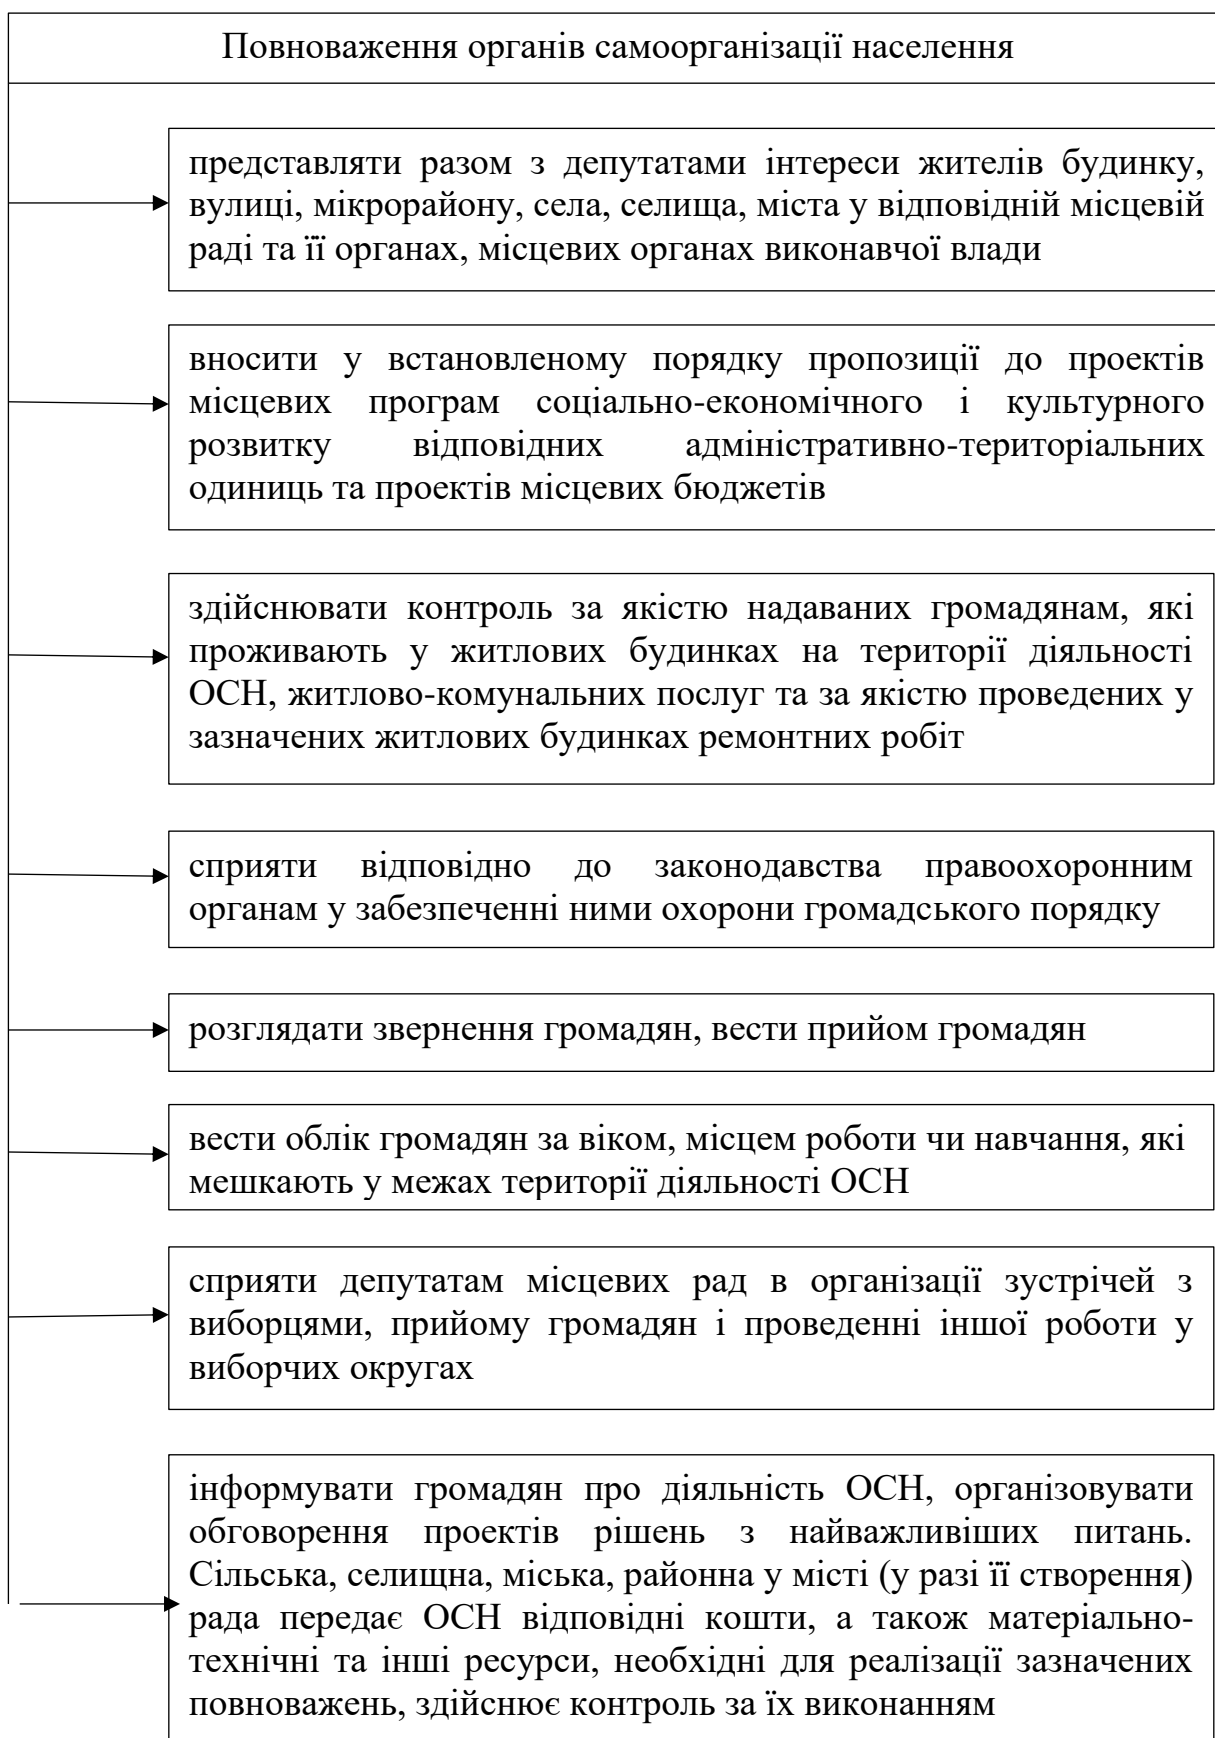 Повноваження органів самоорганізації населення
представляти разом з депутатами інтереси жителів будинку,
вулиці, мікрорайону, села, селища, міста у відповідній місцевій
раді та її органах, місцевих органах виконавчої влади
вносити у встановленому порядку пропозиції до проектів
місцевих програм соціально-економічного і культурного
розвитку відповідних адміністративно-територіальних
одиниць та проектів місцевих бюджетів
здійснювати контроль за якістю надаваних громадянам, які
проживають у житлових будинках на території діяльності
ОСН, житлово-комунальних послуг та за якістю проведених у
зазначених житлових будинках ремонтних робіт
сприяти відповідно до законодавства правоохоронним
органам у забезпеченні ними охорони громадського порядку
розглядати звернення громадян, вести прийом громадян
вести облік громадян за віком, місцем роботи чи навчання, які
мешкають у межах території діяльності ОСН
сприяти депутатам місцевих рад в організації зустрічей з
виборцями, прийому громадян і проведенні іншої роботи у
виборчих округах
інформувати громадян про діяльність ОСН, організовувати
обговорення проектів рішень з найважливіших питань.
Сільська, селищна, міська, районна у місті (у разі її створення)
рада передає ОСН відповідні кошти, а також матеріально-
технічні та інші ресурси, необхідні для реалізації зазначених
повноважень, здійснює контроль за їх виконанням